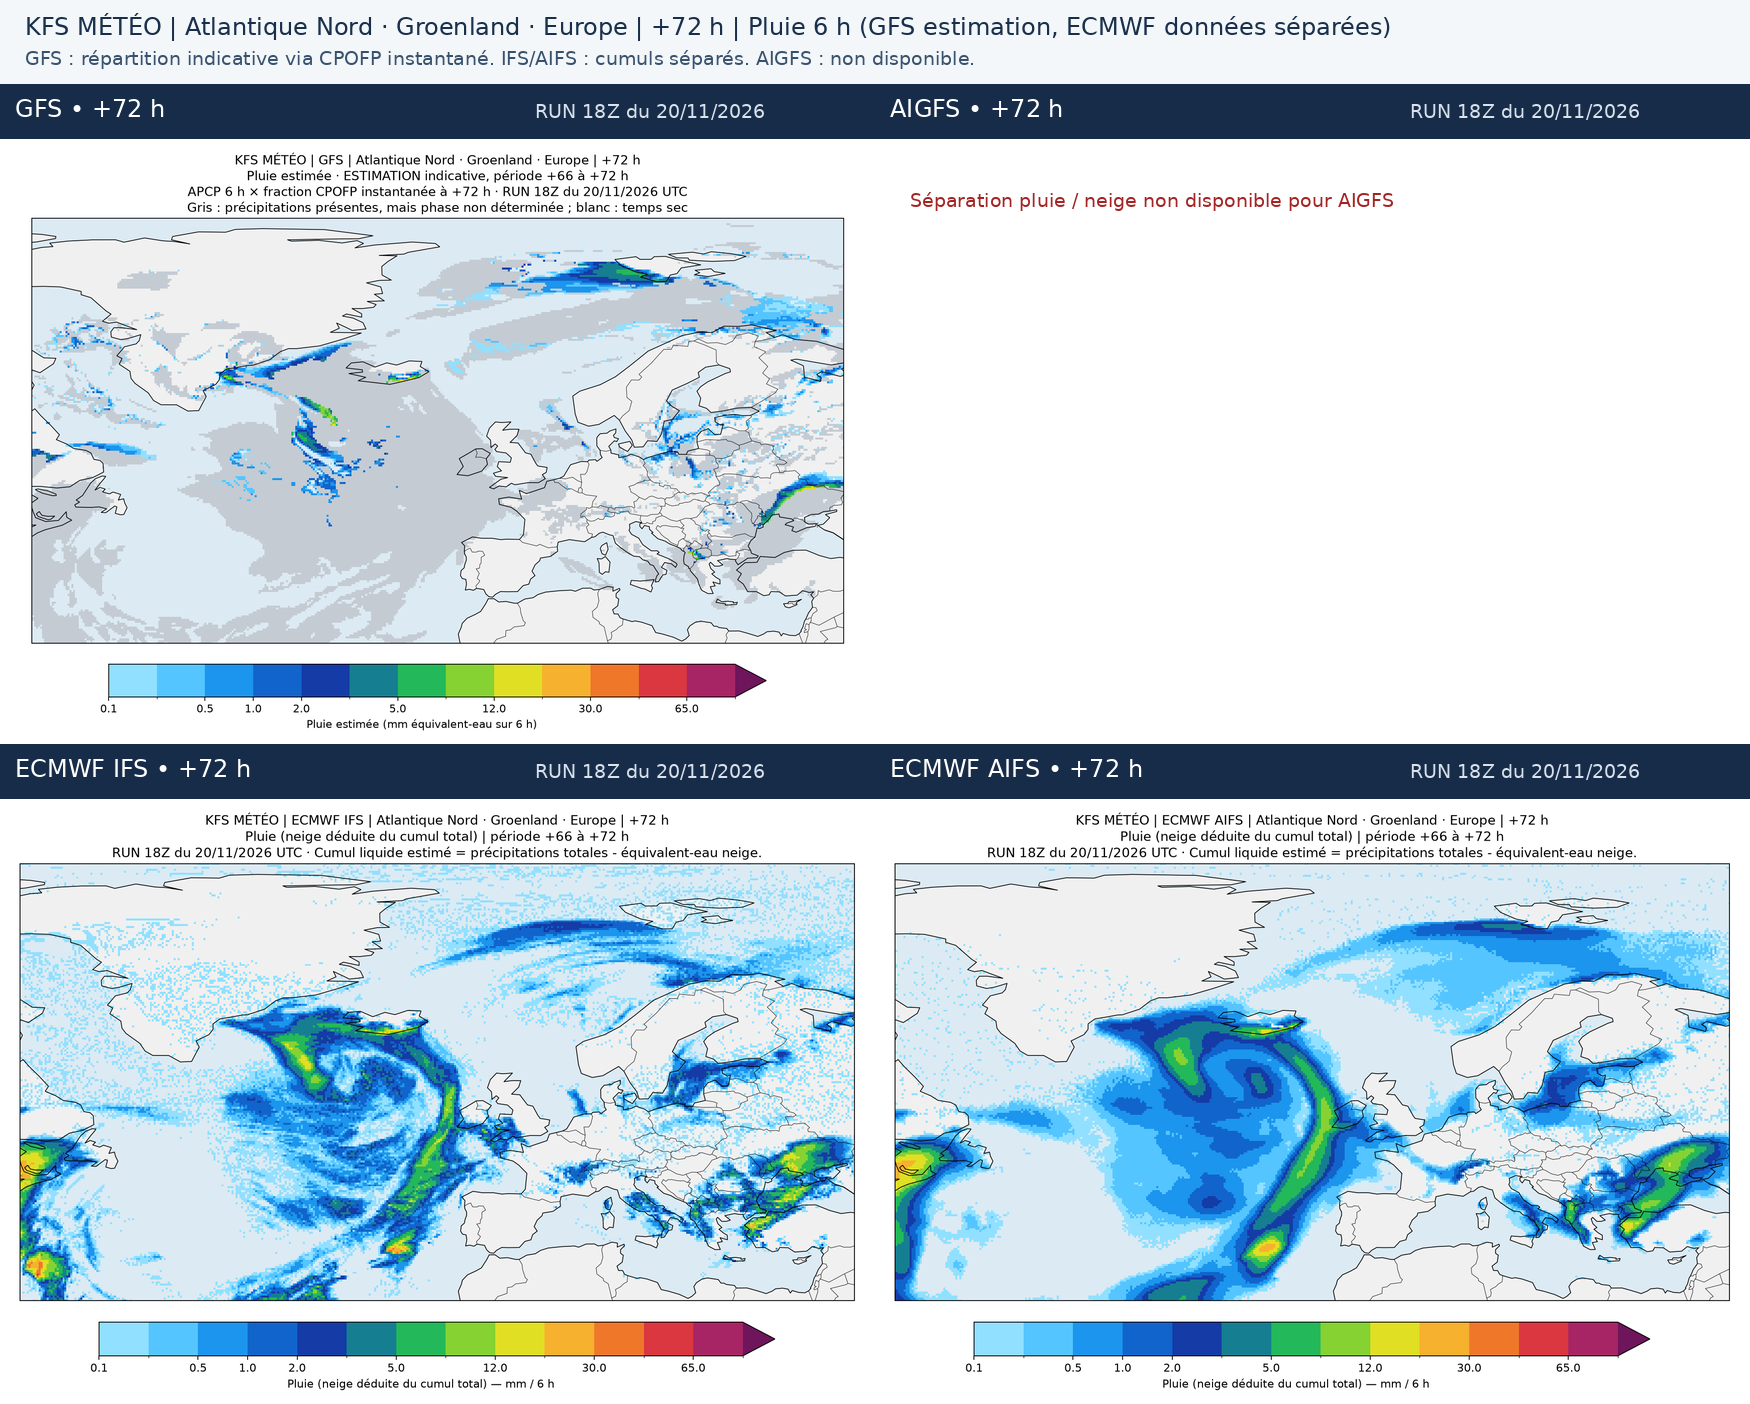 KFS MÉTÉO | Atlantique Nord · Groenland · Europe | +72 h | Pluie 6 h (GFS estimation, ECMWF données séparées)
GFS : répartition indicative via CPOFP instantané. IFS/AIFS : cumuls séparés. AIGFS : non disponible.
GFS • +72 h
RUN 18Z du 20/11/2026
AIGFS • +72 h
RUN 18Z du 20/11/2026
KFS MÉTÉO | GFS | Atlantique Nord · Groenland · Europe | +72 h
Pluie estimée · ESTIMATION indicative, période +66 à +72 h
APCP 6 h × fraction CPOFP instantanée à +72 h · RUN 18Z du 20/11/2026 UTC
Gris : précipitations présentes, mais phase non déterminée ; blanc : temps sec
Séparation pluie / neige non disponible pour AIGFS
0.1 0.5 1.0 2.0 5.0 12.0 30.0 65.0
Pluie estimée (mm équivalent-eau sur 6 h)
ECMWF IFS • +72 h
RUN 18Z du 20/11/2026
ECMWF AIFS • +72 h
RUN 18Z du 20/11/2026
KFS MÉTÉO | ECMWF IFS | Atlantique Nord · Groenland · Europe | +72 h
Pluie (neige déduite du cumul total) | période +66 à +72 h
RUN 18Z du 20/11/2026 UTC · Cumul liquide estimé = précipitations totales - équivalent-eau neige.
KFS MÉTÉO | ECMWF AIFS | Atlantique Nord · Groenland · Europe | +72 h
Pluie (neige déduite du cumul total) | période +66 à +72 h
RUN 18Z du 20/11/2026 UTC · Cumul liquide estimé = précipitations totales - équivalent-eau neige.
0.1 0.5 1.0 2.0 5.0 12.0 30.0 65.0
Pluie (neige déduite du cumul total) — mm / 6 h
0.1 0.5 1.0 2.0 5.0 12.0 30.0 65.0
Pluie (neige déduite du cumul total) — mm / 6 h